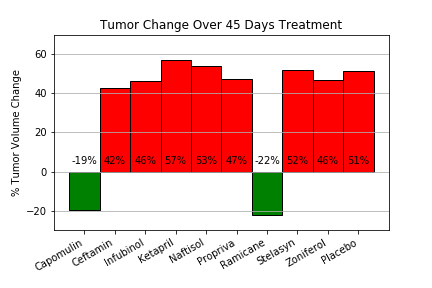 Tumor Change Over 45 Days Treatment
% Tumor Volume Change
60
40
20
0
−20
-19% 42% 46% 57% 53% 47% -22% 52% 46% 51%
Capomulin Ceftamin Infubinol Ketapril Naftisol Propriva Ramicane Stelasyn Zoniferol Placebo